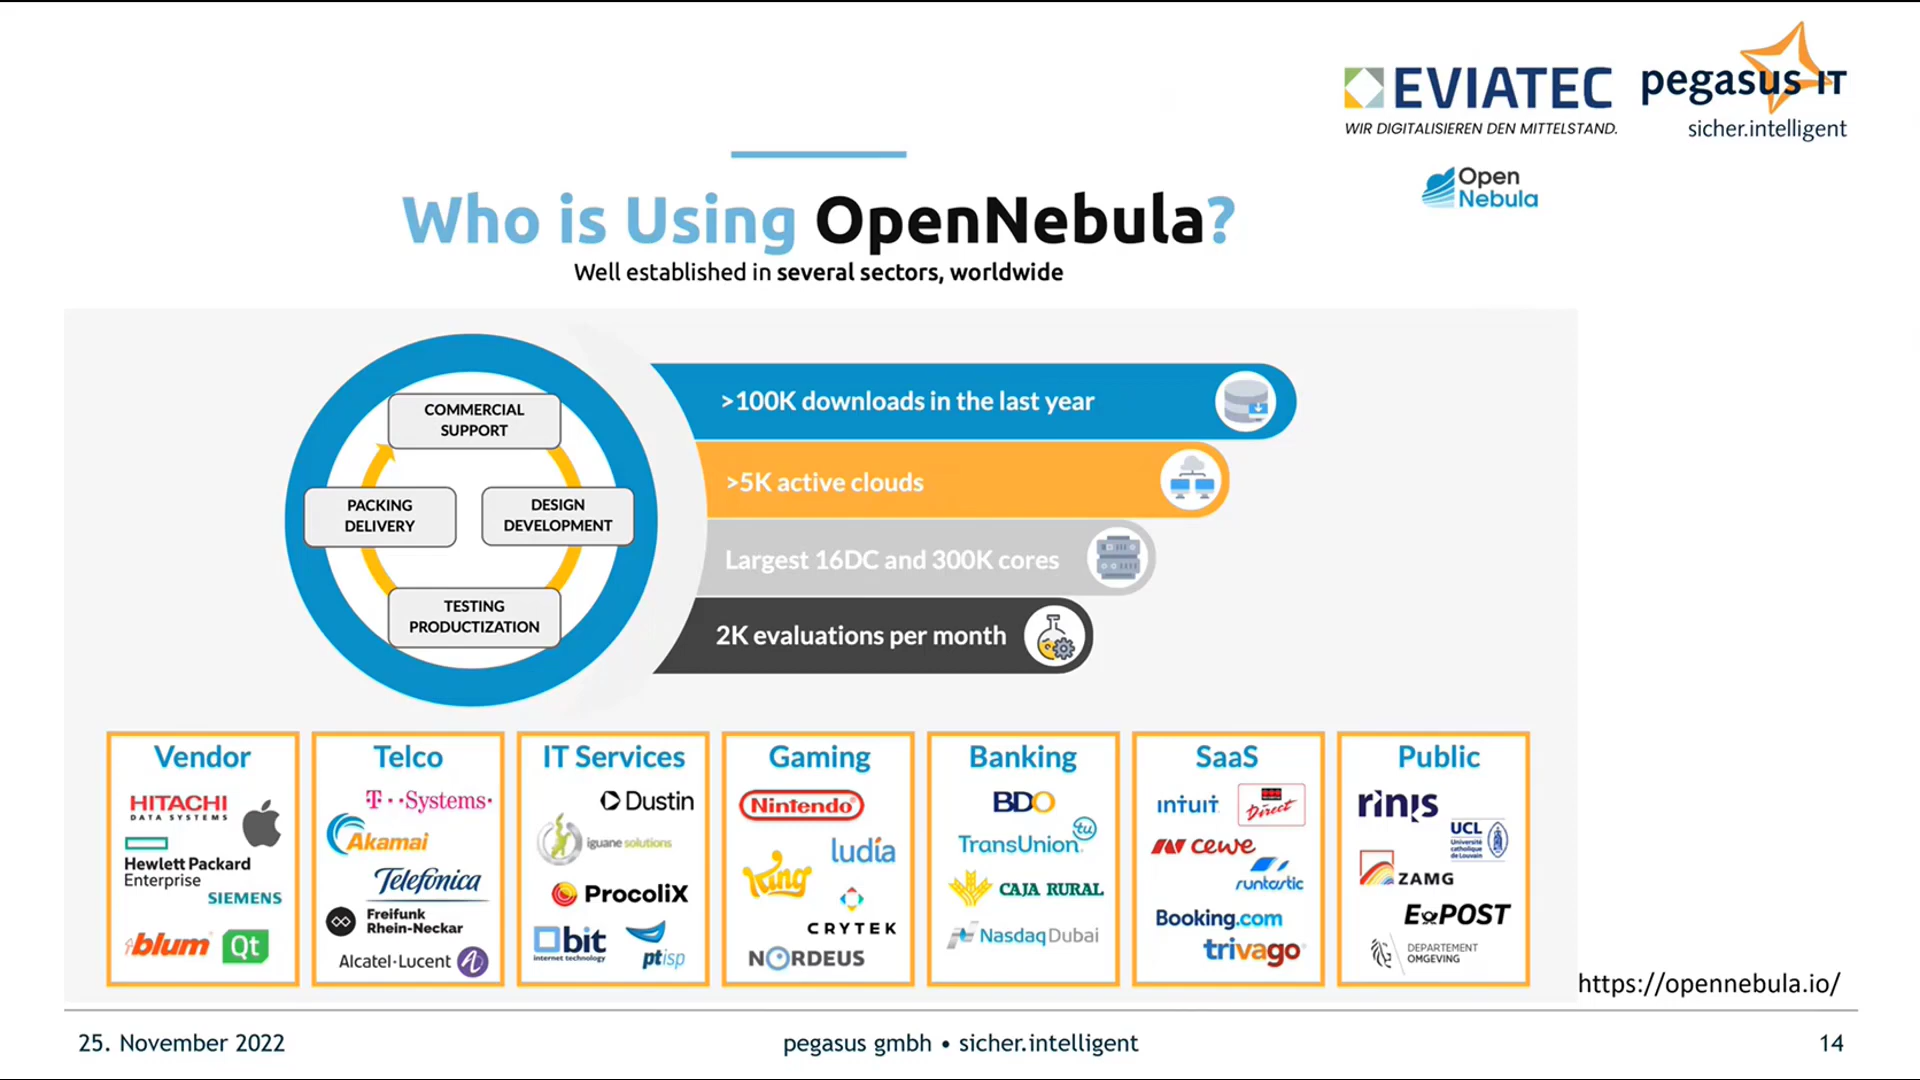 EVIATEC
WIR DIGITALISIEREN DEN MITTELSTAND.
pegasus IT
sicher.intelligent
Open
Nebula
Who is Using OpenNebula?
Well established in several sectors, worldwide
COMMERCIAL
SUPPORT
PACKING
DELIVERY
DESIGN
DEVELOPMENT
TESTING
PRODUCTIZATION
>100K downloads in the last year
>5K active clouds
Largest 16DC and 300K cores
2K evaluations per month
Vendor
HITACHI
DATA SYSTEMS
Hewlett Packard
Enterprise
SIEMENS
blum
Qt
Telco
T··Systems·
Akamai
Telefónica
Freifunk
Rhein-Neckar
Alcatel·Lucent
IT Services
Dustin
iguane solutions
ProcoliX
bit
internet technology
ptisp
Gaming
Nintendo
ludia
King
CRYTEK
NORDEUS
Banking
BDO
TransUnion
tu
CAJA RURAL
Nasdaq Dubai
SaaS
INTUIT
Direct
cewe
runtastic
Booking.com
trivago
Public
rinis
UCL
Université
catholique
de Louvain
ZAMG
ExPOST
DEPARTEMENT
OMGEVING
https://opennebula.io/
25. November 2022
pegasus gmbh • sicher.intelligent
14